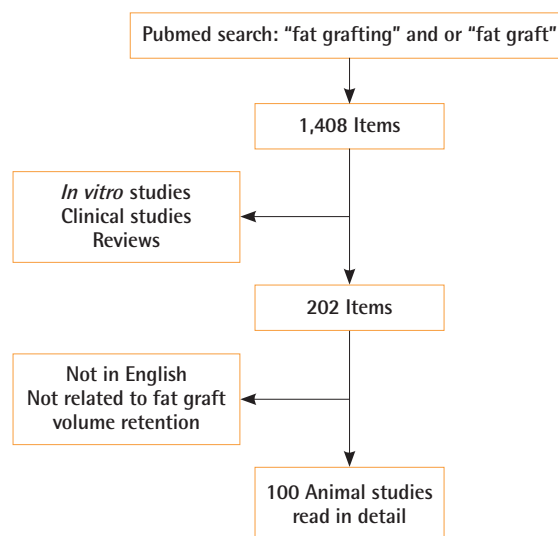 Pubmed search: “fat grafting” and or “fat graft”
1,408 Items
In vitro studies
Clinical studies
Reviews
202 Items
Not in English
Not related to fat graft
volume retention
100 Animal studies
read in detail